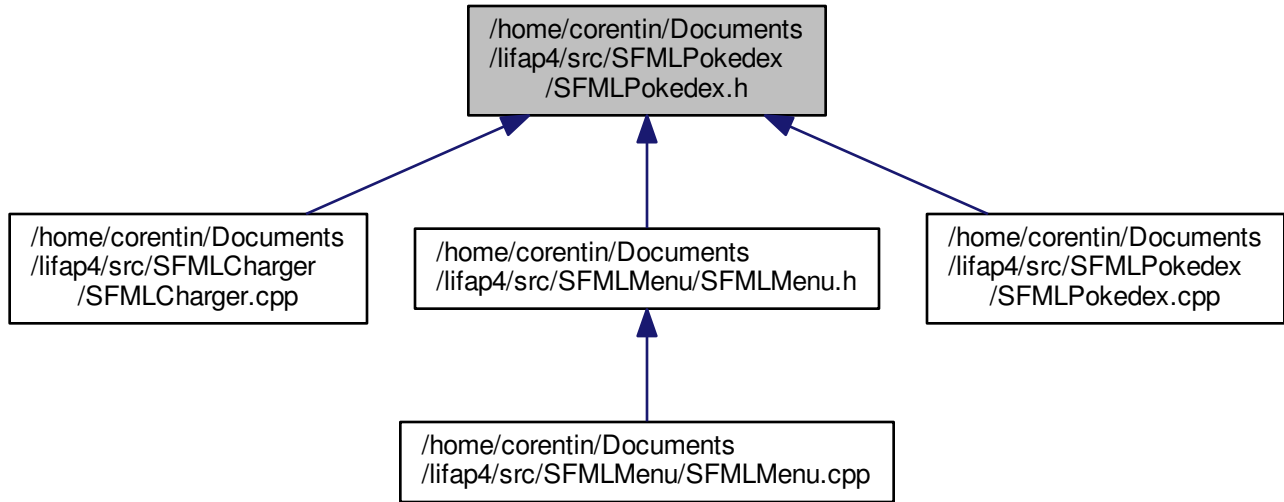 /home/corentin/Documents
/lifap4/src/SFMLPokedex
/SFMLPokedex.h
/home/corentin/Documents
/lifap4/src/SFMLCharger
/SFMLCharger.cpp
/home/corentin/Documents
/lifap4/src/SFMLMenu/SFMLMenu.h
/home/corentin/Documents
/lifap4/src/SFMLPokedex
/SFMLPokedex.cpp
/home/corentin/Documents
/lifap4/src/SFMLMenu/SFMLMenu.cpp